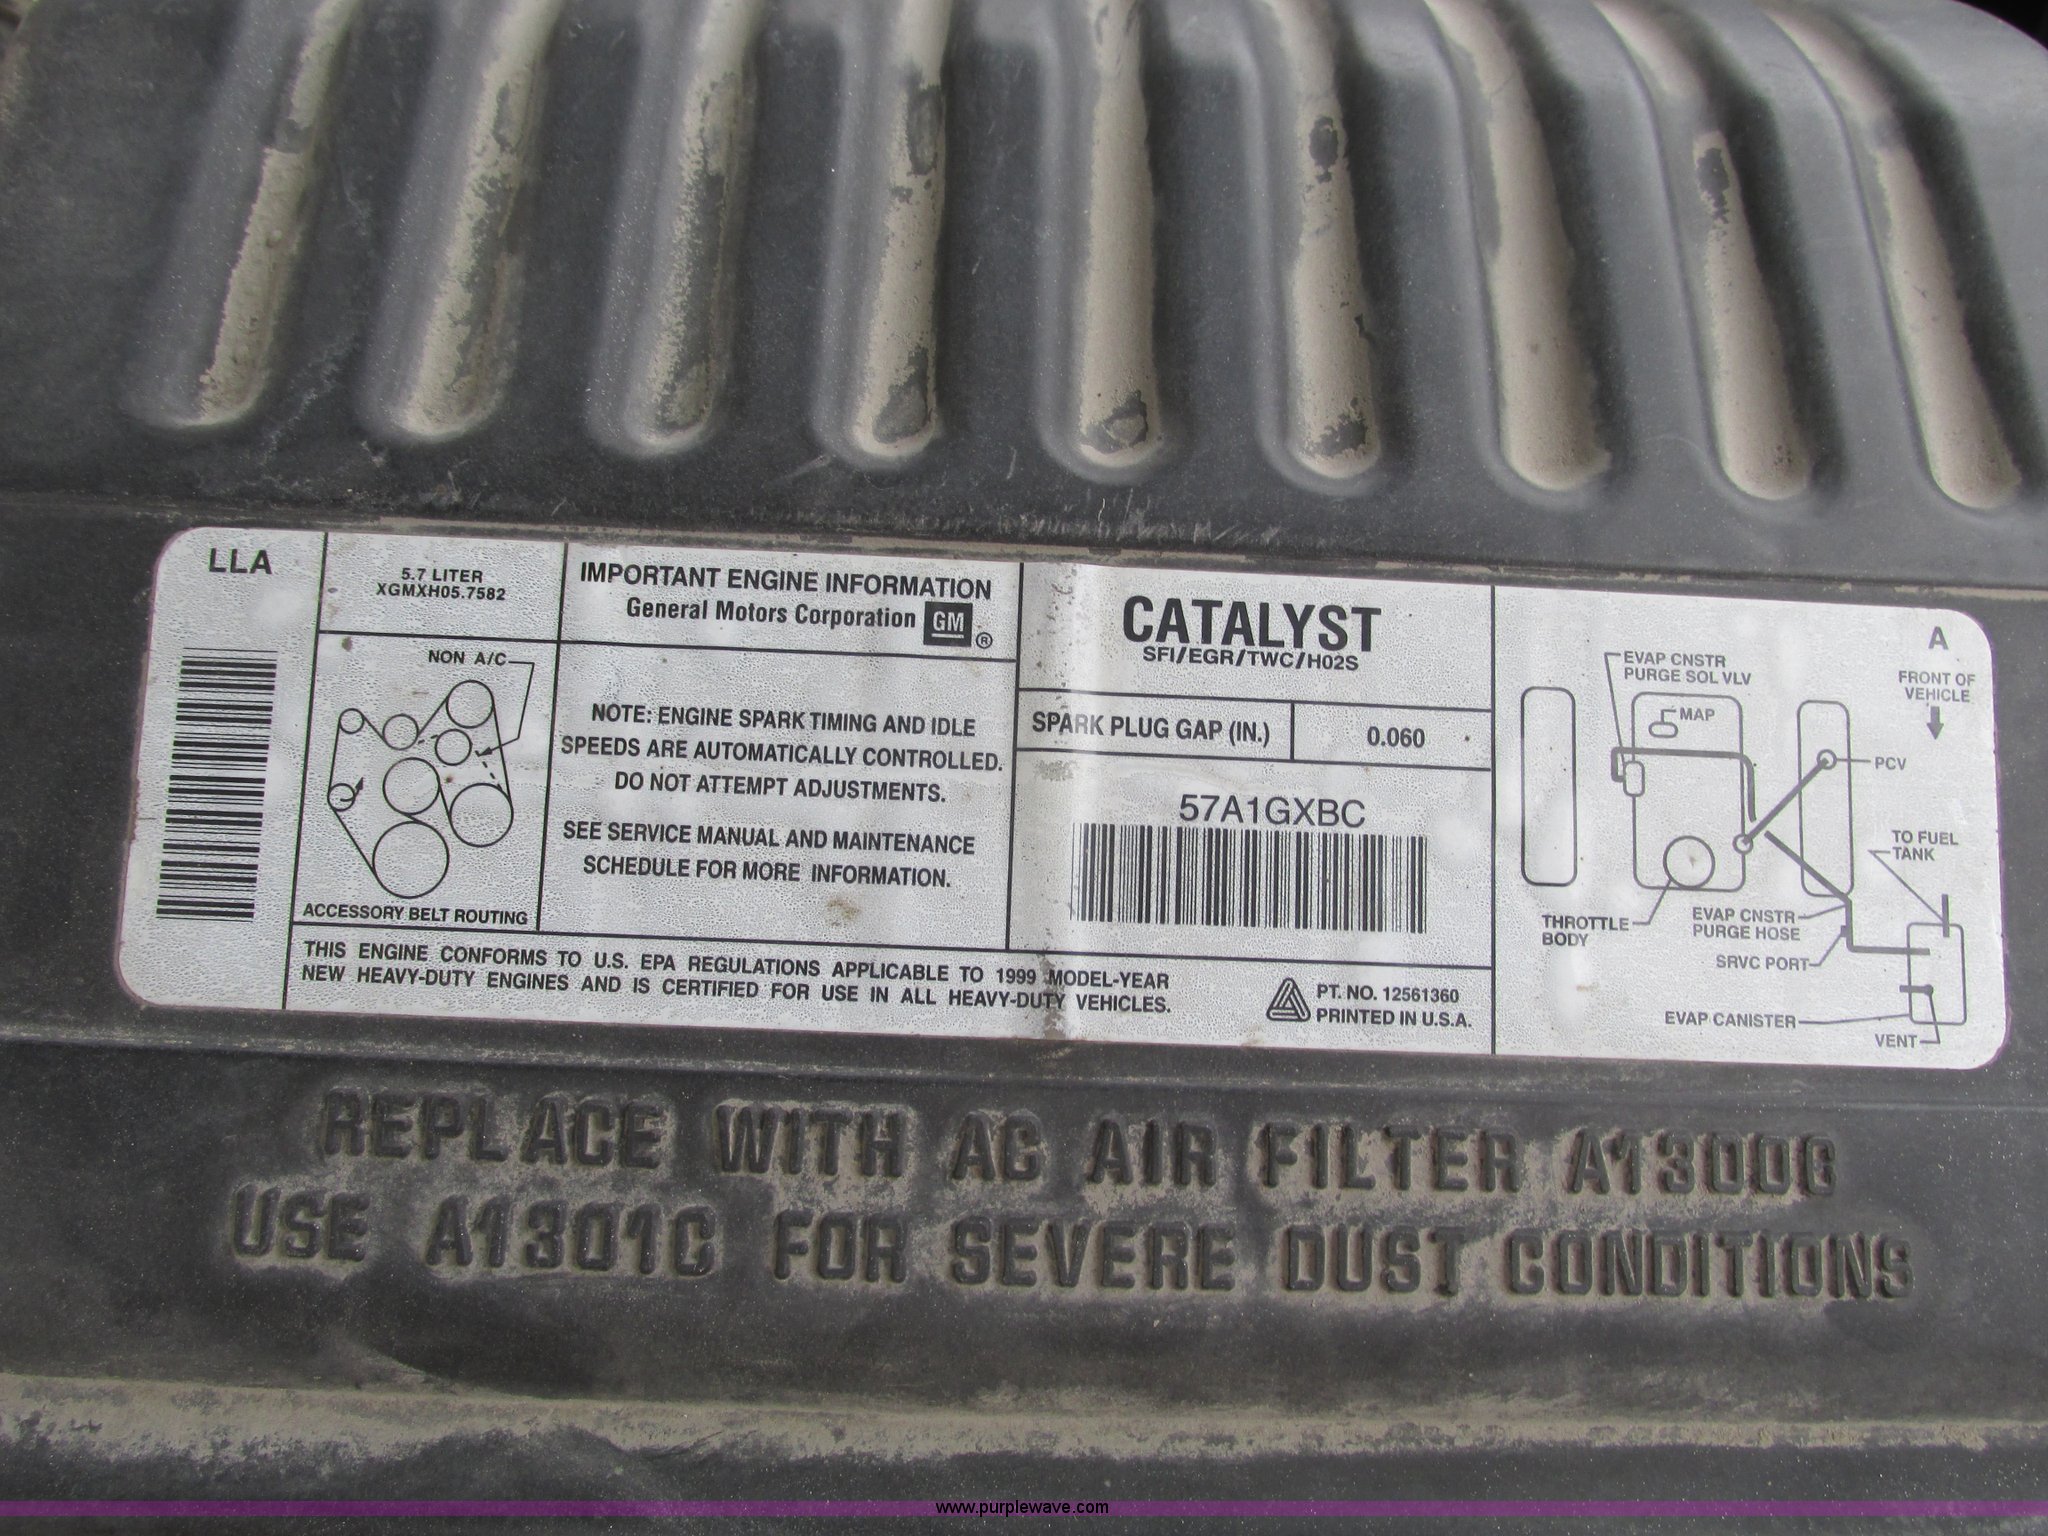 LLA
5.7 LITER
XGMXH05.7582
NON A/C
ACCESSORY BELT ROUTING
IMPORTANT ENGINE INFORMATION
General Motors Corporation GM ®
NOTE: ENGINE SPARK TIMING AND IDLE
SPEEDS ARE AUTOMATICALLY CONTROLLED.
DO NOT ATTEMPT ADJUSTMENTS.
SEE SERVICE MANUAL AND MAINTENANCE
SCHEDULE FOR MORE INFORMATION.
CATALYST
SFI/EGR/TWC/HO2S
SPARK PLUG GAP (IN.) 0.060
57A1GXBC
THIS ENGINE CONFORMS TO U.S. EPA REGULATIONS APPLICABLE TO 1999 MODEL-YEAR
NEW HEAVY-DUTY ENGINES AND IS CERTIFIED FOR USE IN ALL HEAVY-DUTY VEHICLES.
PT. NO. 12561360
PRINTED IN U.S.A.
A
FRONT OF
VEHICLE
EVAP CNSTR
PURGE SOL VLV
MAP
PCV
TO FUEL
TANK
THROTTLE
BODY
EVAP CNSTR
PURGE HOSE
SRVC PORT
EVAP CANISTER
VENT
REPLACE WITH AC AIR FILTER A1300C
USE A1301C FOR SEVERE DUST CONDITIONS
www.purplewave.com